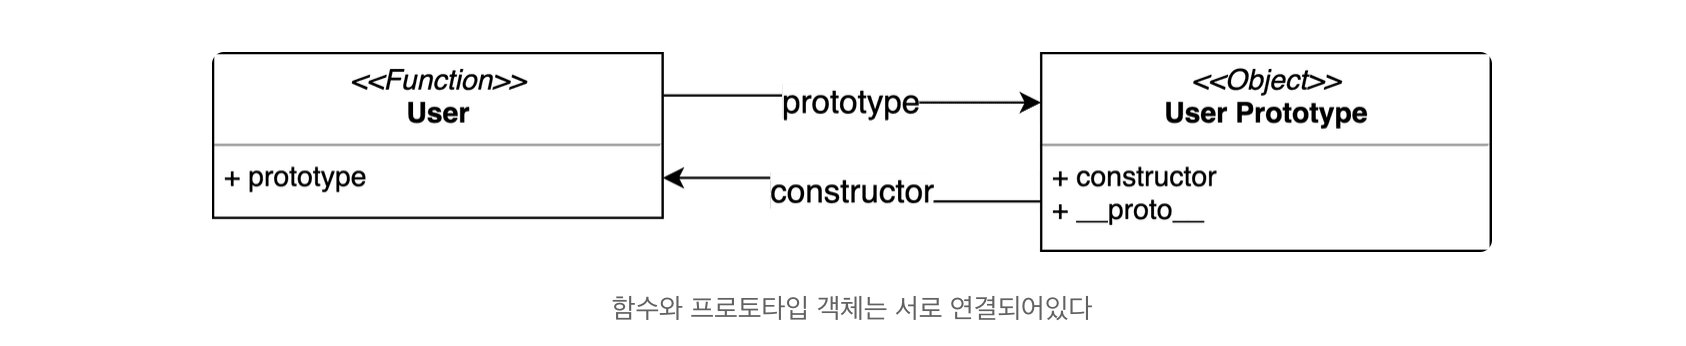 <<Function>>
User
+ prototype
prototype
constructor
<<Object>>
User Prototype
+ constructor
+ __proto__
함수와 프로토타입 객체는 서로 연결되어있다